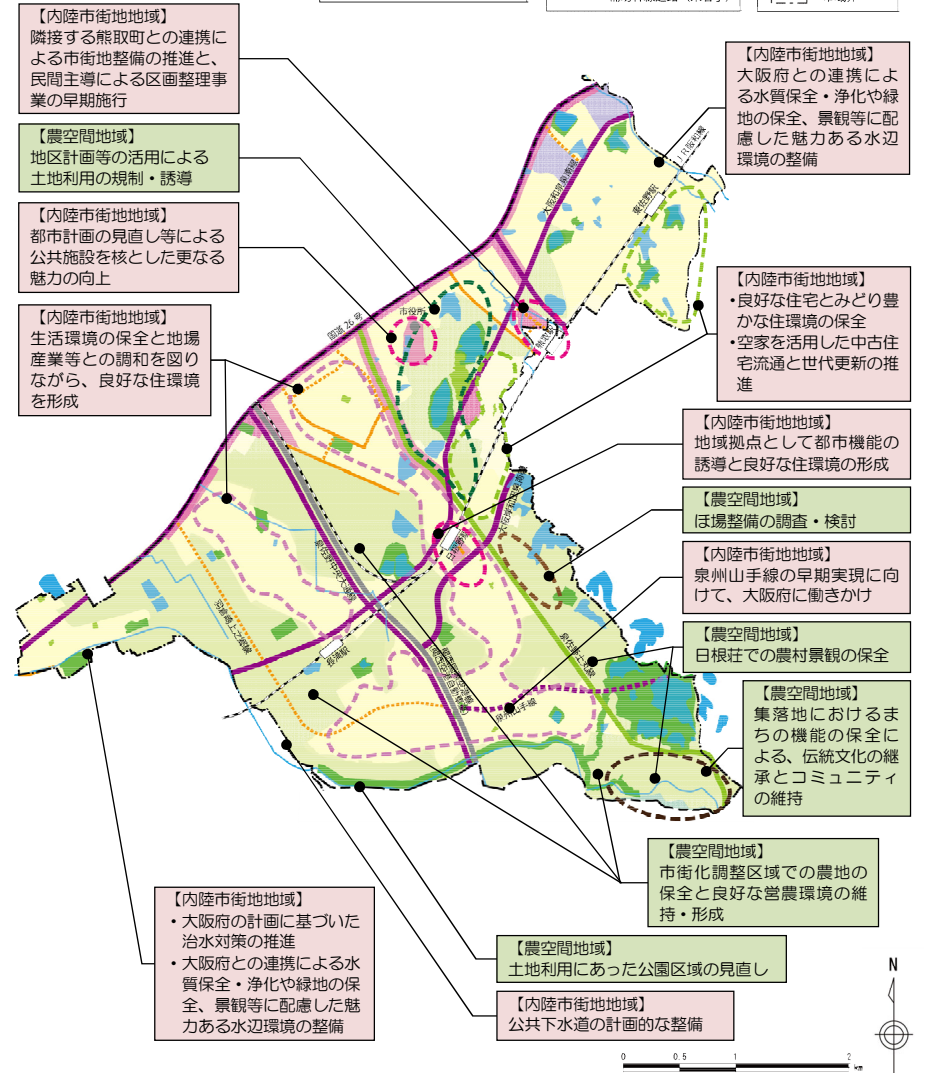 【内陸市街地地域】
隣接する熊取町との連携に
よる市街地整備の推進と、
民間主導による区画整理事
業の早期施行
【農空間地域】
地区計画等の活用による
土地利用の規制・誘導
【内陸市街地地域】
都市計画の見直し等による
公共施設を核とした更なる
魅力の向上
【内陸市街地地域】
生活環境の保全と地場
産業等との調和を図り
ながら、良好な住環境
を形成
【内陸市街地地域】
大阪府との連携によ
る水質保全・浄化や緑
地の保全、景観等に配
慮した魅力ある水辺
環境の整備
【内陸市街地地域】
•良好な住宅とみどり豊
かな住環境の保全
•空家を活用した中古住
宅流通と世代更新の推
進
【内陸市街地地域】
地域拠点として都市機能の
誘導と良好な住環境の形成
【農空間地域】
ほ場整備の調査・検討
【内陸市街地地域】
泉州山手線の早期実現に向
けて、大阪府に働きかけ
【農空間地域】
日根荘での農村景観の保全
【農空間地域】
集落地におけるま
ちの機能の保全に
よる、伝統文化の継
承とコミュニティ
の維持
【農空間地域】
市街化調整区域での農地の
保全と良好な営農環境の維
持・形成
【農空間地域】
土地利用にあった公園区域の見直し
【内陸市街地地域】
公共下水道の計画的な整備
【内陸市街地地域】
・大阪府の計画に基づいた
治水対策の推進
・大阪府との連携による水
質保全・浄化や緑地の保
全、景観等に配慮した魅
力ある水辺環境の整備
JR阪和線
東佐野駅
大阪和泉泉南線
市役所
国道26号
熊取駅
日根野駅
長滝駅
泉州山手線
N
0 0.5 1 2
km